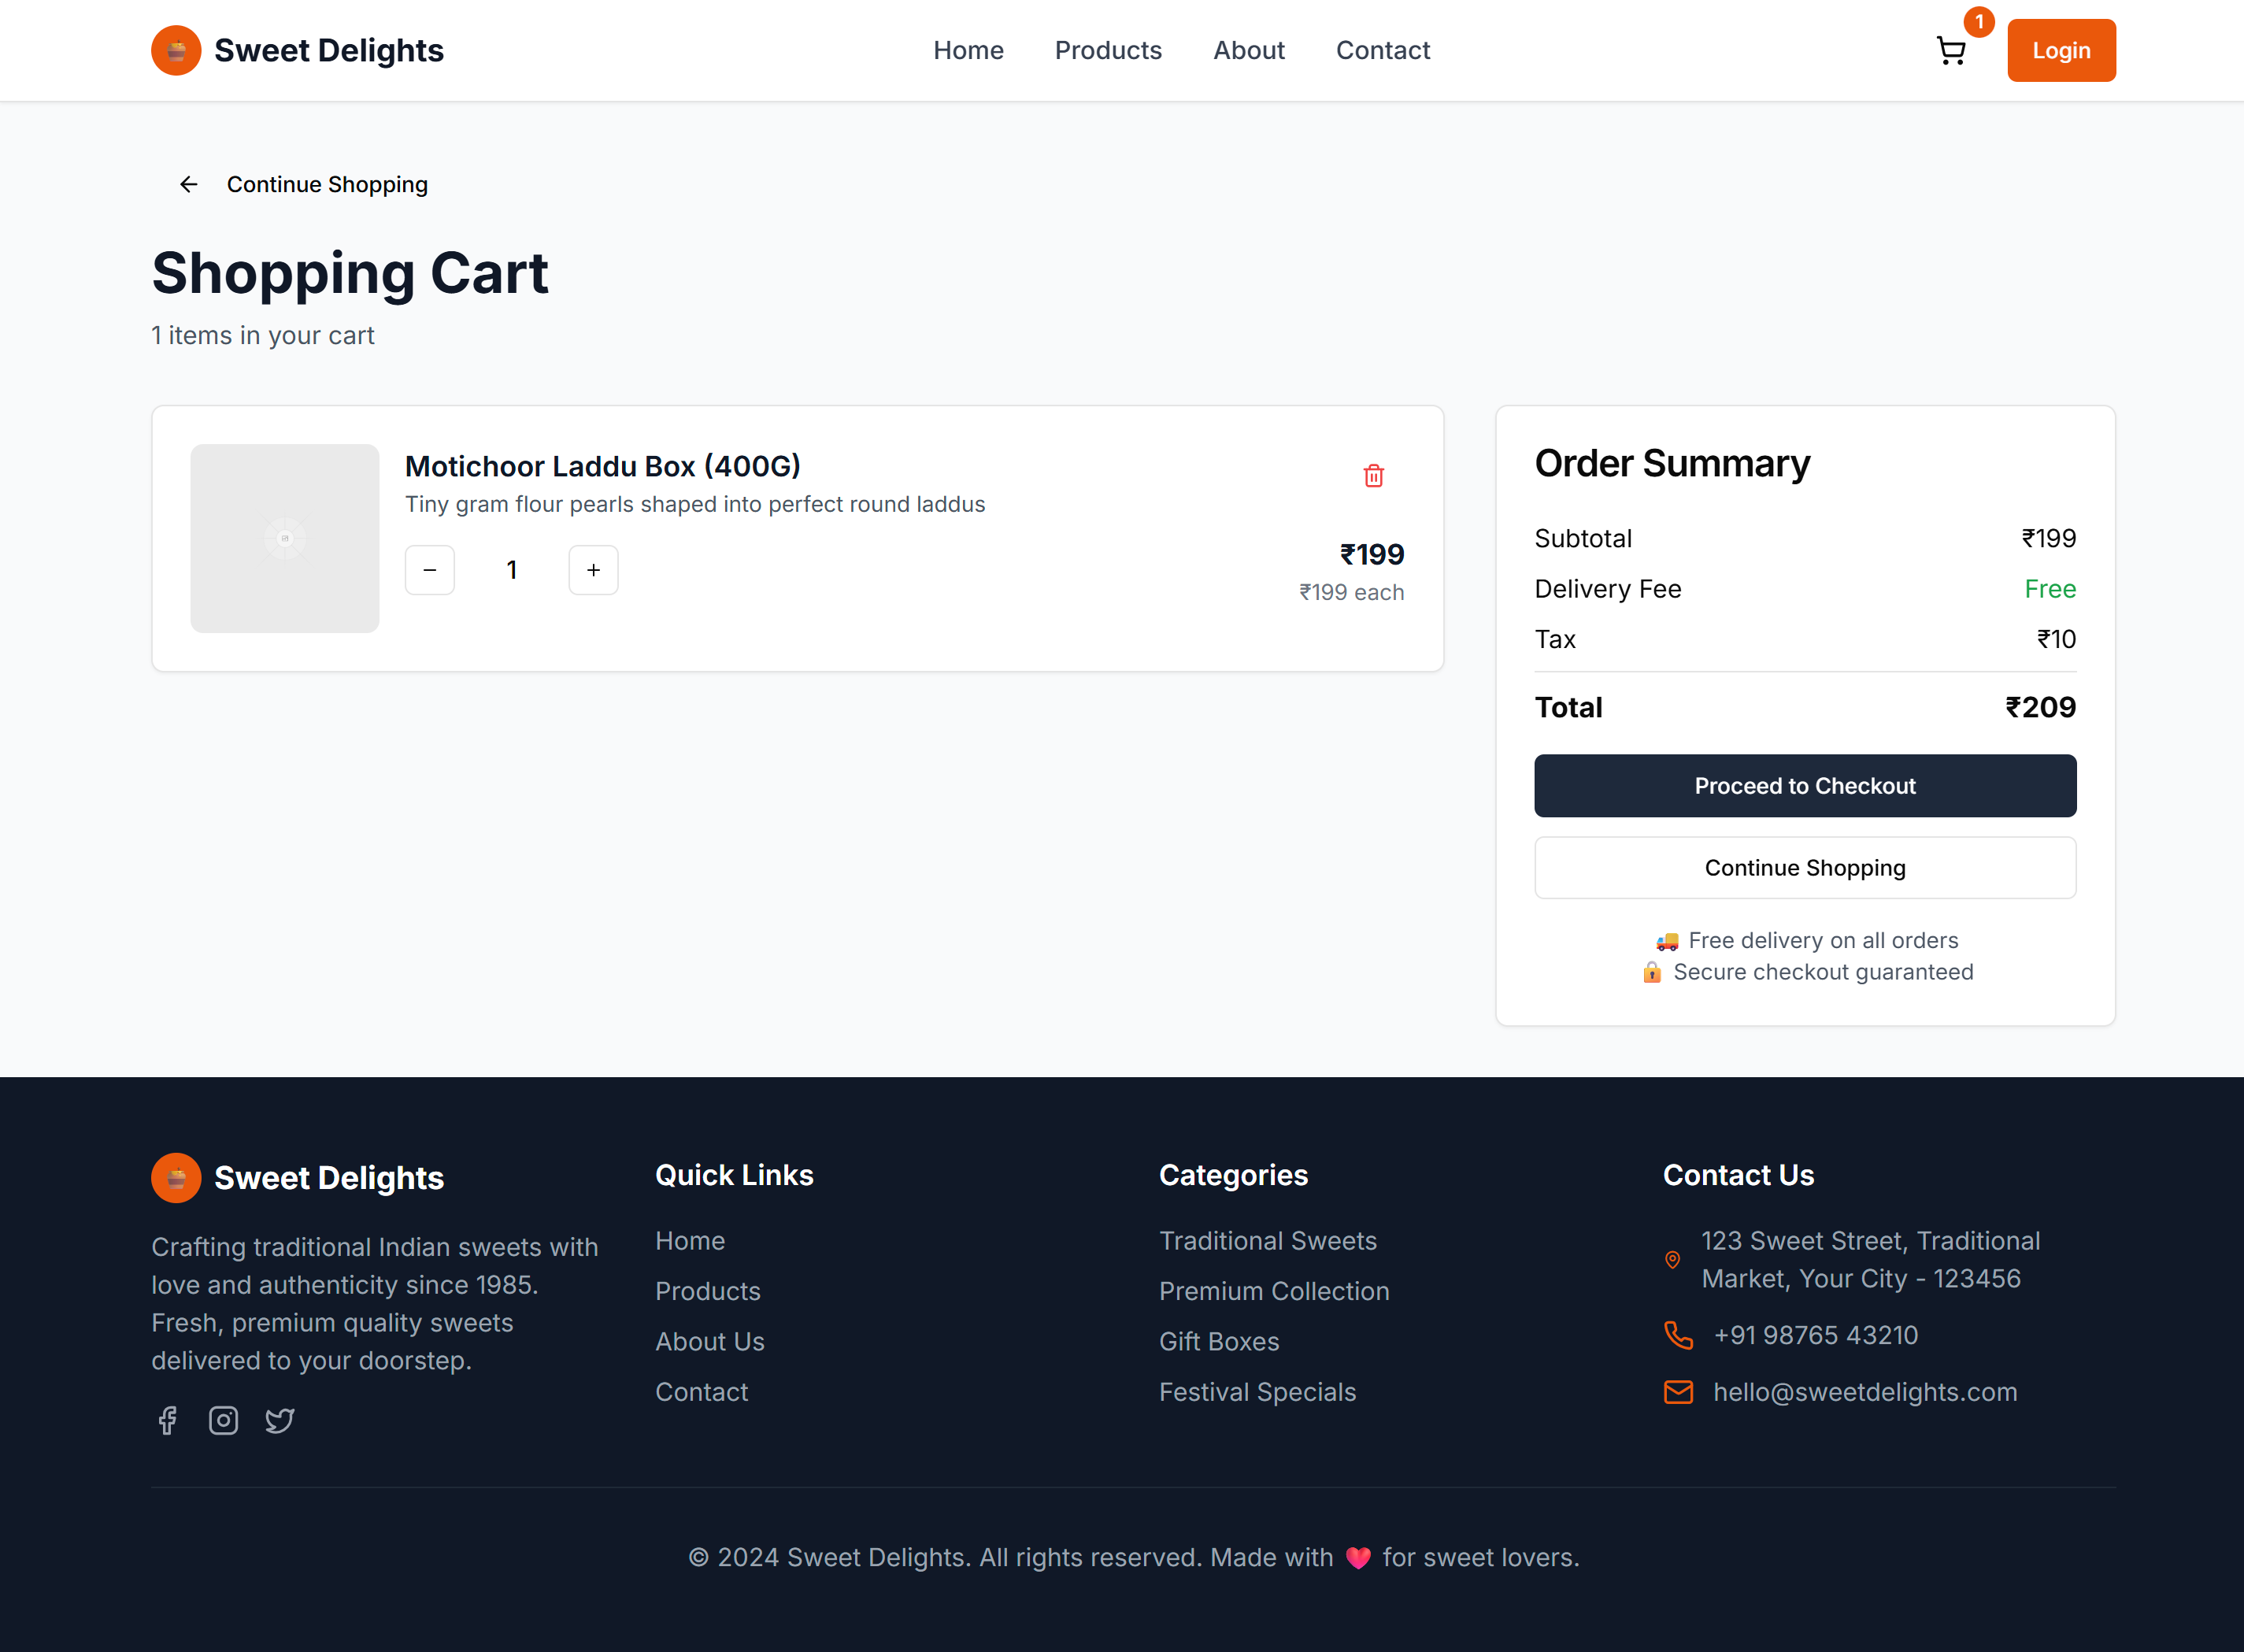 Sweet Delights
Home
Products
About
Contact
1
Login
Continue Shopping
Shopping Cart
1 items in your cart
Motichoor Laddu Box (400G)
Tiny gram flour pearls shaped into perfect round laddus
− 1 +
₹199
₹199 each
Order Summary
Subtotal ₹199
Delivery Fee Free
Tax ₹10
Total ₹209
Proceed to Checkout
Continue Shopping
🚚 Free delivery on all orders
🔒 Secure checkout guaranteed
Sweet Delights
Crafting traditional Indian sweets with
love and authenticity since 1985.
Fresh, premium quality sweets
delivered to your doorstep.
Quick Links
Home
Products
About Us
Contact
Categories
Traditional Sweets
Premium Collection
Gift Boxes
Festival Specials
Contact Us
123 Sweet Street, Traditional
Market, Your City - 123456
+91 98765 43210
hello@sweetdelights.com
© 2024 Sweet Delights. All rights reserved. Made with ❤️ for sweet lovers.